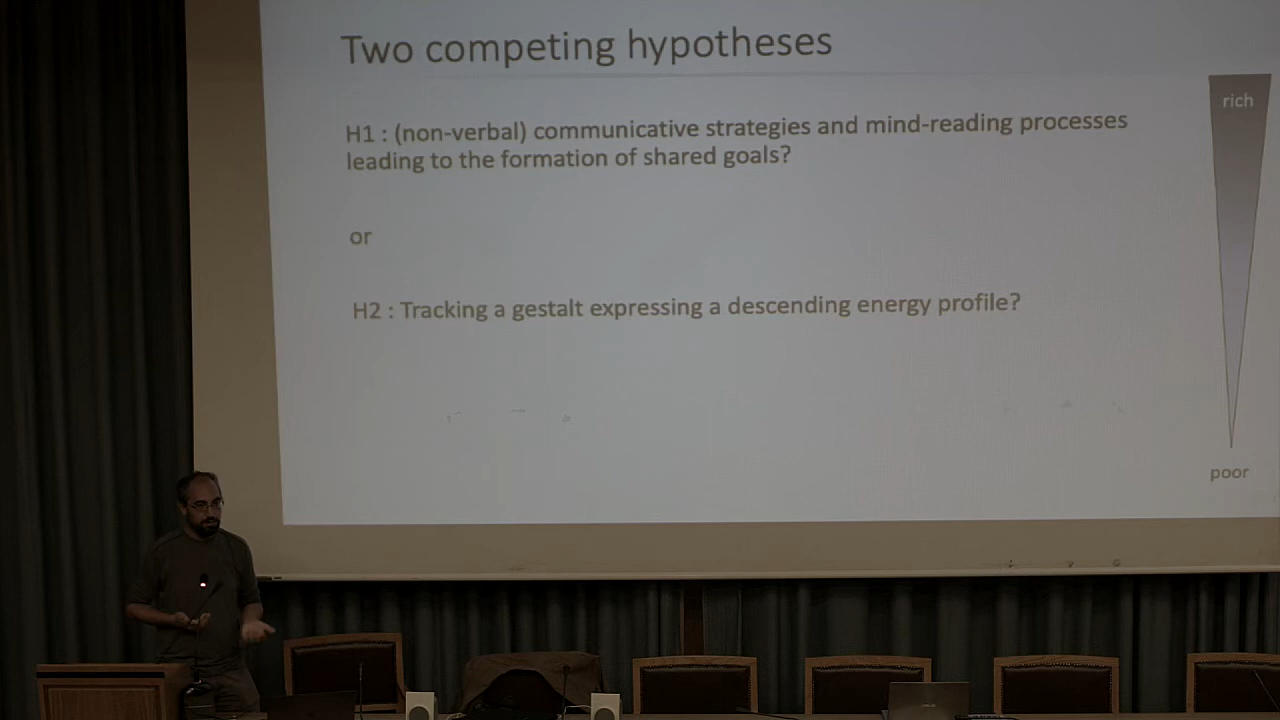 Two competing hypotheses
rich
H1 : (non-verbal) communicative strategies and mind-reading processes
leading to the formation of shared goals?
or
H2 : Tracking a gestalt expressing a descending energy profile?
poor